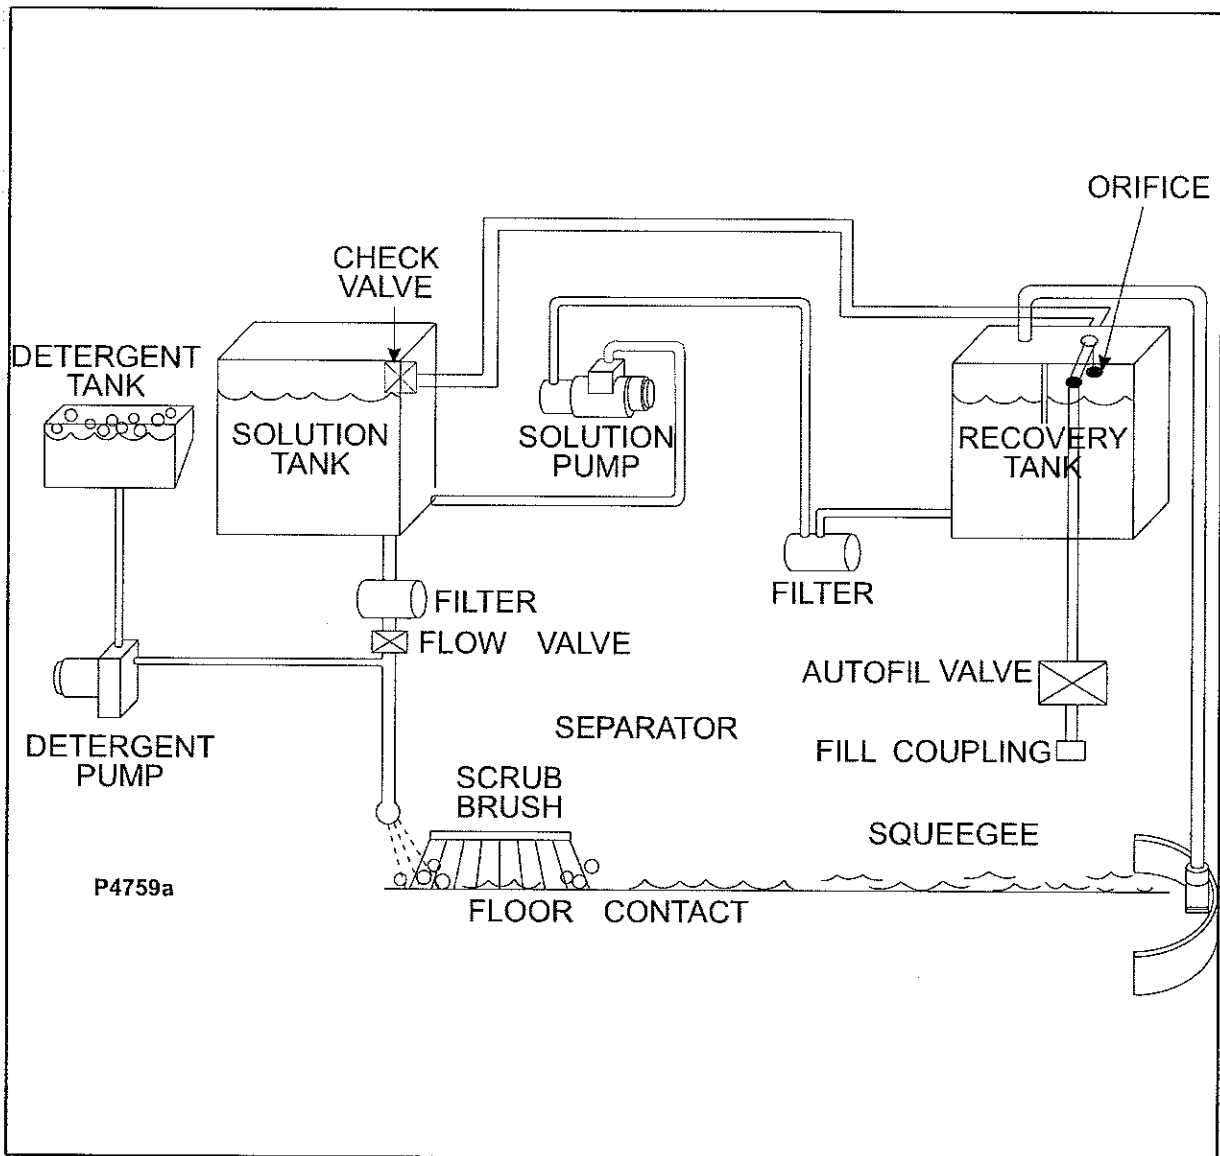 ORIFICE
CHECK
VALVE
DETERGENT
TANK
SOLUTION
TANK
SOLUTION
PUMP
RECOVERY
TANK
FILTER
FILTER
FLOW VALVE
AUTOFIL VALVE
SEPARATOR
DETERGENT
PUMP
FILL COUPLING
SCRUB
BRUSH
SQUEEGEE
P4759a
FLOOR CONTACT